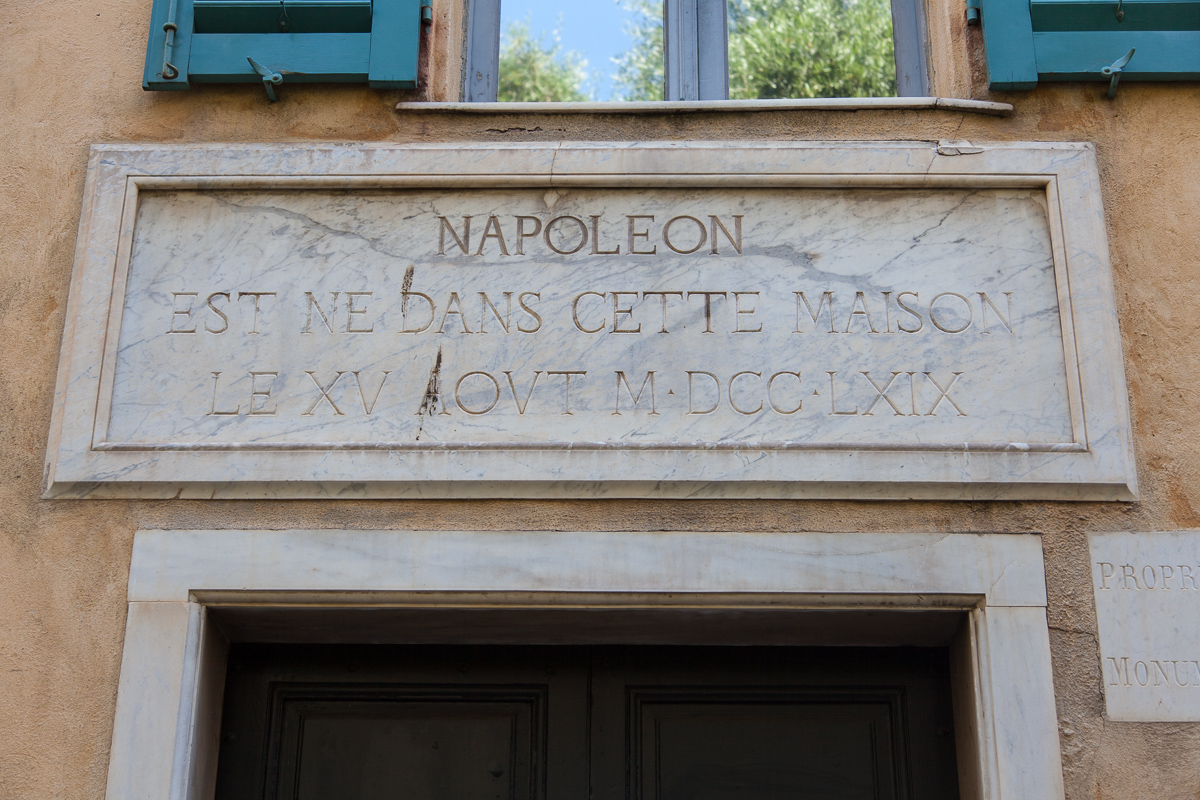 NAPOLEON
EST NE DANS CETTE MAISON
LE XV AOVT M·DCC·LXIX